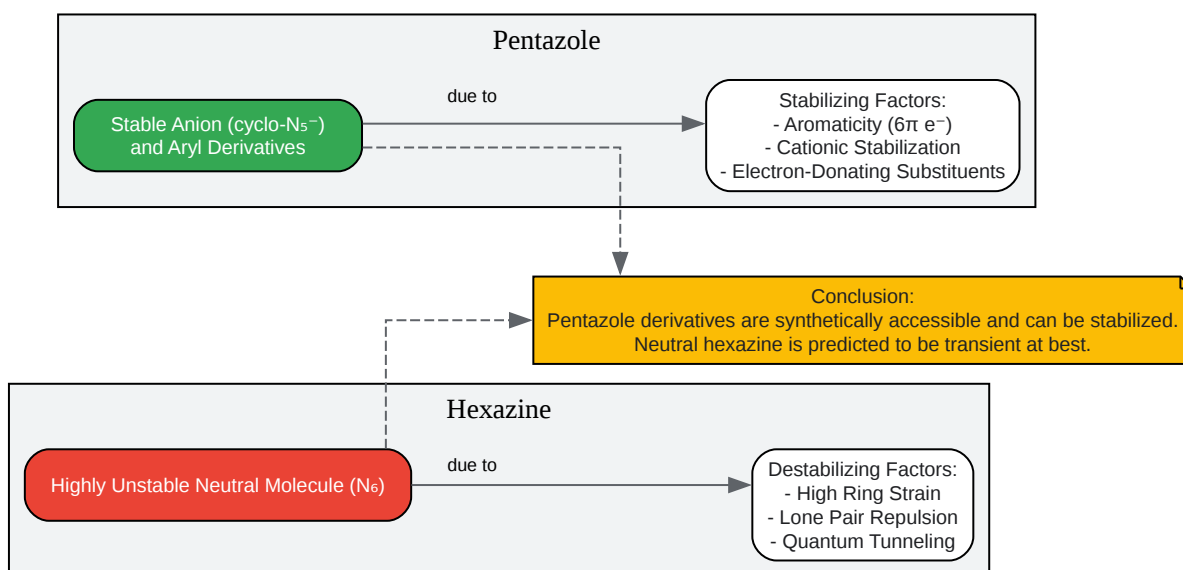 Pentazole
Stable Anion (cyclo-N₅⁻)
and Aryl Derivatives
due to
Stabilizing Factors:
- Aromaticity (6π e⁻)
- Cationic Stabilization
- Electron-Donating Substituents
Conclusion:
Pentazole derivatives are synthetically accessible and can be stabilized.
Neutral hexazine is predicted to be transient at best.
Hexazine
Highly Unstable Neutral Molecule (N₆)
due to
Destabilizing Factors:
- High Ring Strain
- Lone Pair Repulsion
- Quantum Tunneling